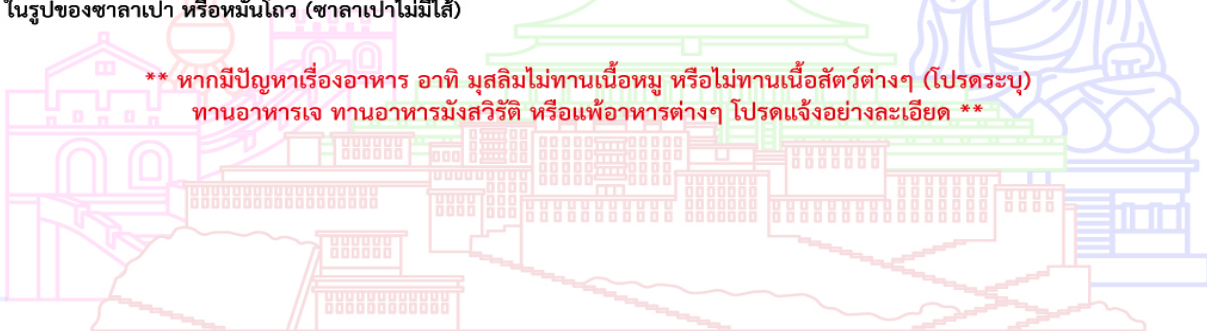 ในรูปของซาลาเปา หรือหมั่นโถว (ซาลาเปาไม่มีไส้)
** หากมีปัญหาเรื่องอาหาร อาทิ มุสลิมไม่ทานเนื้อหมู หรือไม่ทานเนื้อสัตว์ต่างๆ (โปรดระบุ)
ทานอาหารเจ ทานอาหารมังสวิรัติ หรือแพ้อาหารต่างๆ โปรดแจ้งอย่างละเอียด **